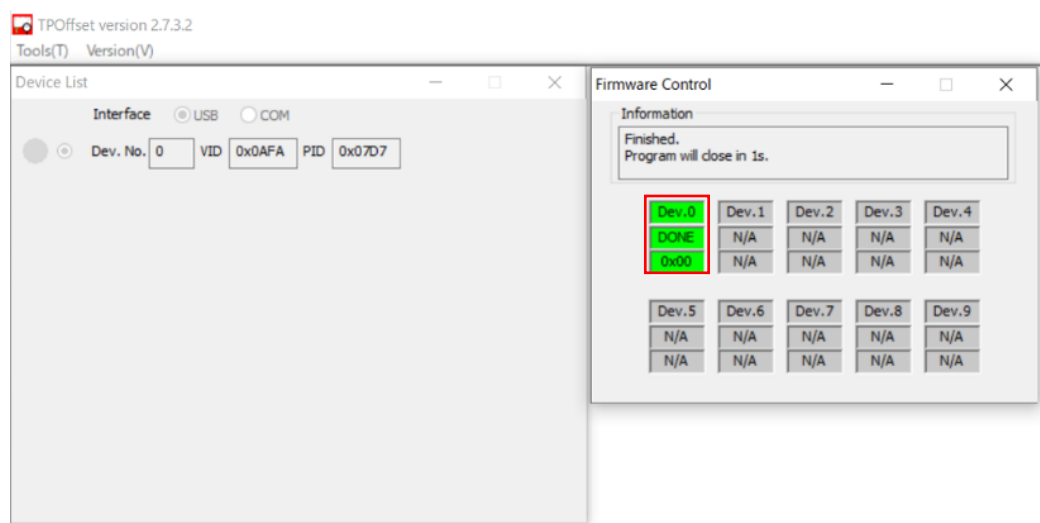 TPOffset version 2.7.3.2
Tools(T) Version(V)
Device List
Interface USB COM
Dev. No. 0 VID 0x0AFA PID 0x07D7
Firmware Control
Information
Finished.
Program will close in 1s.
Dev.0 Dev.1 Dev.2 Dev.3 Dev.4
DONE N/A N/A N/A N/A
0x00 N/A N/A N/A N/A
Dev.5 Dev.6 Dev.7 Dev.8 Dev.9
N/A N/A N/A N/A N/A
N/A N/A N/A N/A N/A